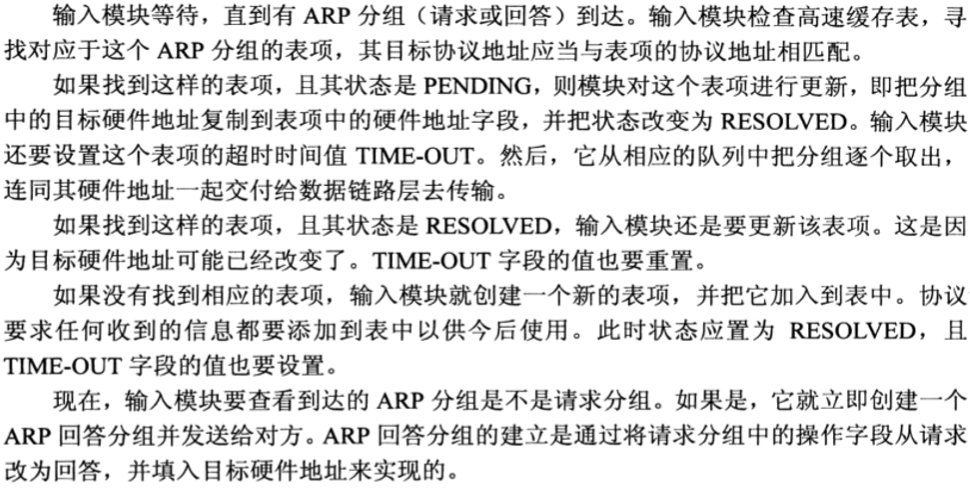 输入模块等待，直到有 ARP 分组（请求或回答）到达。输入模块检查高速缓存表，寻
找对应于这个 ARP 分组的表项，其目标协议地址应当与表项的协议地址相匹配。
如果找到这样的表项，且其状态是 PENDING，则模块对这个表项进行更新，即把分组
中的目标硬件地址复制到表项中的硬件地址字段，并把状态改变为 RESOLVED。输入模块
还要设置这个表项的超时时间值 TIME-OUT。然后，它从相应的队列中把分组逐个取出，
连同其硬件地址一起交付给数据链路层去传输。
如果找到这样的表项，且其状态是 RESOLVED，输入模块还是要更新该表项。这是因
为目标硬件地址可能已经改变了。TIME-OUT 字段的值也要重置。
如果没有找到相应的表项，输入模块就创建一个新的表项，并把它加入到表中。协议
要求任何收到的信息都要添加到表中以供今后使用。此时状态应置为 RESOLVED，且
TIME-OUT 字段的值也要设置。
现在，输入模块要查看到达的 ARP 分组是不是请求分组。如果是，它就立即创建一个
ARP 回答分组并发送给对方。ARP 回答分组的建立是通过将请求分组中的操作字段从请求
改为回答，并填入目标硬件地址来实现的。